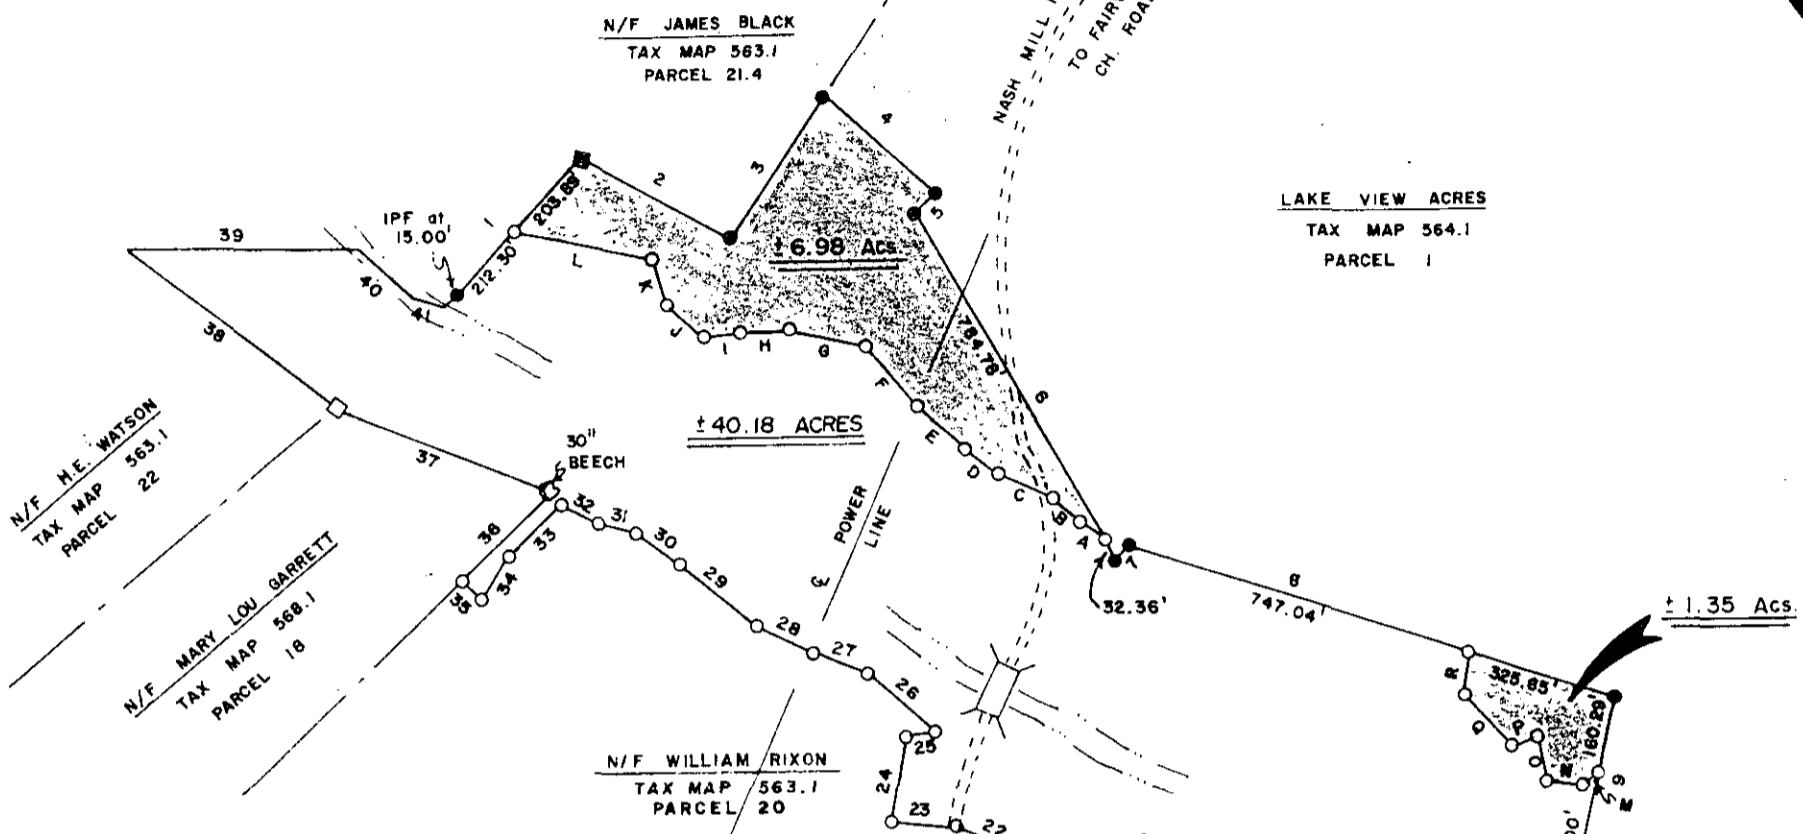 N/F JAMES BLACK
TAX MAP 563.1
PARCEL 21.4
NASH MILL
TO
CH. ROAD
LAKE VIEW ACRES
TAX MAP 564.1
PARCEL 1
IPF at
15.00'
1
203.89'
212.30'
2
3
4
5
± 6.98 Acs
784.78'
6
39
40
41
38
37
L
K
J
I
H
G
F
E
D
C
B
A
7
32.36'
8
747.04'
± 1.35 Acs.
325.85'
160.29'
R
Q
P
O
N
M
9
± 40.18 ACRES
30"
BEECH
POWER
LINE
℄
36
35
34
33
32
31
30
29
28
27
26
25
24
23
22
N/F H.E. WATSON
TAX MAP 563.1
PARCEL 22
N/F MARY LOU GARRETT
TAX MAP 568.1
PARCEL 18
N/F WILLIAM RIXON
TAX MAP 563.1
PARCEL 20